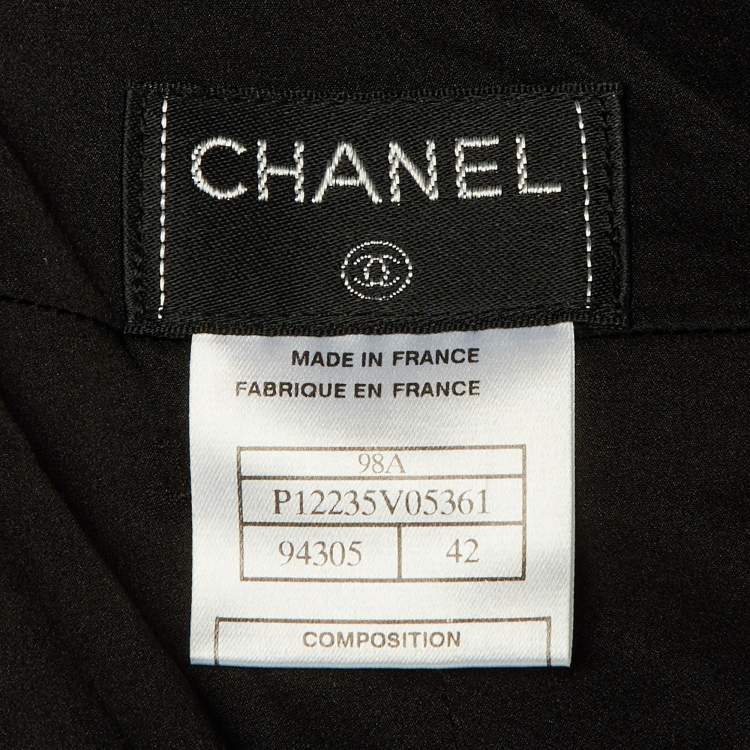 CHANEL
MADE IN FRANCE
FABRIQUE EN FRANCE
98A
P12235V05361
94305 42
COMPOSITION